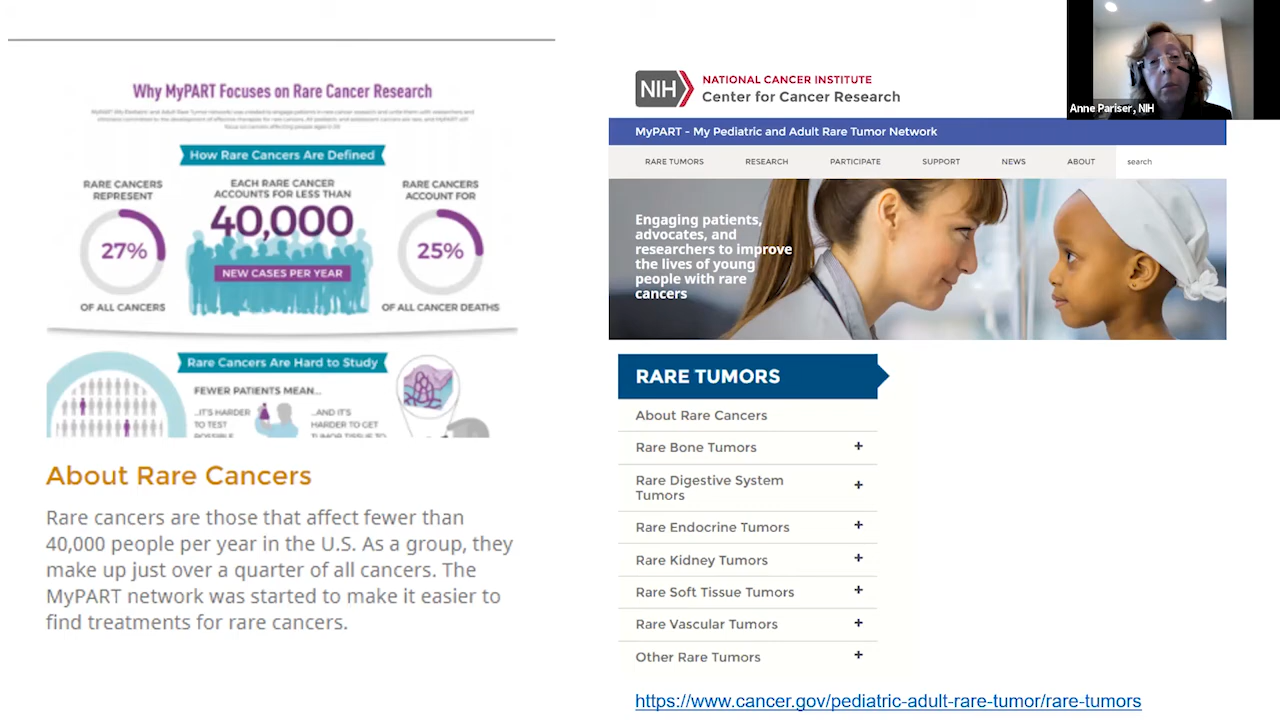 Why MyPART Focuses on Rare Cancer Research
How Rare Cancers Are Defined
RARE CANCERS
REPRESENT
27%
OF ALL CANCERS
EACH RARE CANCER
ACCOUNTS FOR LESS THAN
40,000
NEW CASES PER YEAR
RARE CANCERS
ACCOUNT FOR
25%
OF ALL CANCER DEATHS
Rare Cancers Are Hard to Study
FEWER PATIENTS MEAN...
...IT'S HARDER
TO TEST
POSSIBLE
...AND IT'S
HARDER TO GET
TUMOR TISSUE TO
About Rare Cancers
Rare cancers are those that affect fewer than
40,000 people per year in the U.S. As a group, they
make up just over a quarter of all cancers. The
MyPART network was started to make it easier to
find treatments for rare cancers.
NIH
NATIONAL CANCER INSTITUTE
Center for Cancer Research
MyPART - My Pediatric and Adult Rare Tumor Network
RARE TUMORS RESEARCH PARTICIPATE SUPPORT NEWS ABOUT search
Engaging patients,
advocates, and
researchers to improve
the lives of young
people with rare
cancers
RARE TUMORS
About Rare Cancers
Rare Bone Tumors +
Rare Digestive System
Tumors +
Rare Endocrine Tumors +
Rare Kidney Tumors +
Rare Soft Tissue Tumors +
Rare Vascular Tumors +
Other Rare Tumors +
https://www.cancer.gov/pediatric-adult-rare-tumor/rare-tumors
Anne Pariser, NIH